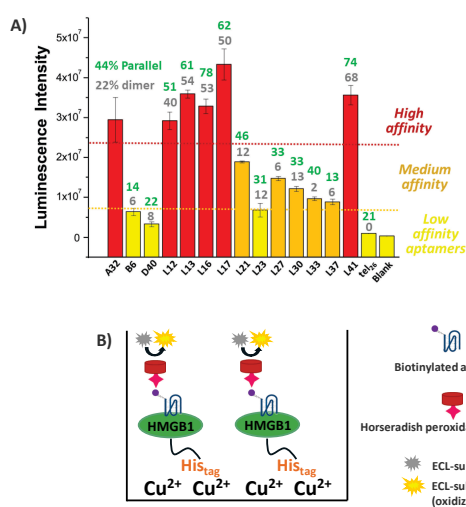 A)
Luminescence Intensity
5x10⁷
4x10⁷
3x10⁷
2x10⁷
1x10⁷
0
44% Parallel
22% dimer
51
40
61
54
78
53
62
50
74
68
14
6
22
8
46
12
31
12
33
6
33
13
40
2
13
6
21
0
High
affinity
Medium
affinity
Low
affinity
aptamers
A32 B6 D40 L12 L13 L16 L17 L21 L23 L27 L30 L33 L37 L41 tel₂₆ Blank
B)
HMGB1 HMGB1
His tag His tag
Cu²⁺ Cu²⁺ Cu²⁺ Cu²⁺
Biotinylated a
Horseradish peroxid
ECL-su
ECL-su
(oxidiz